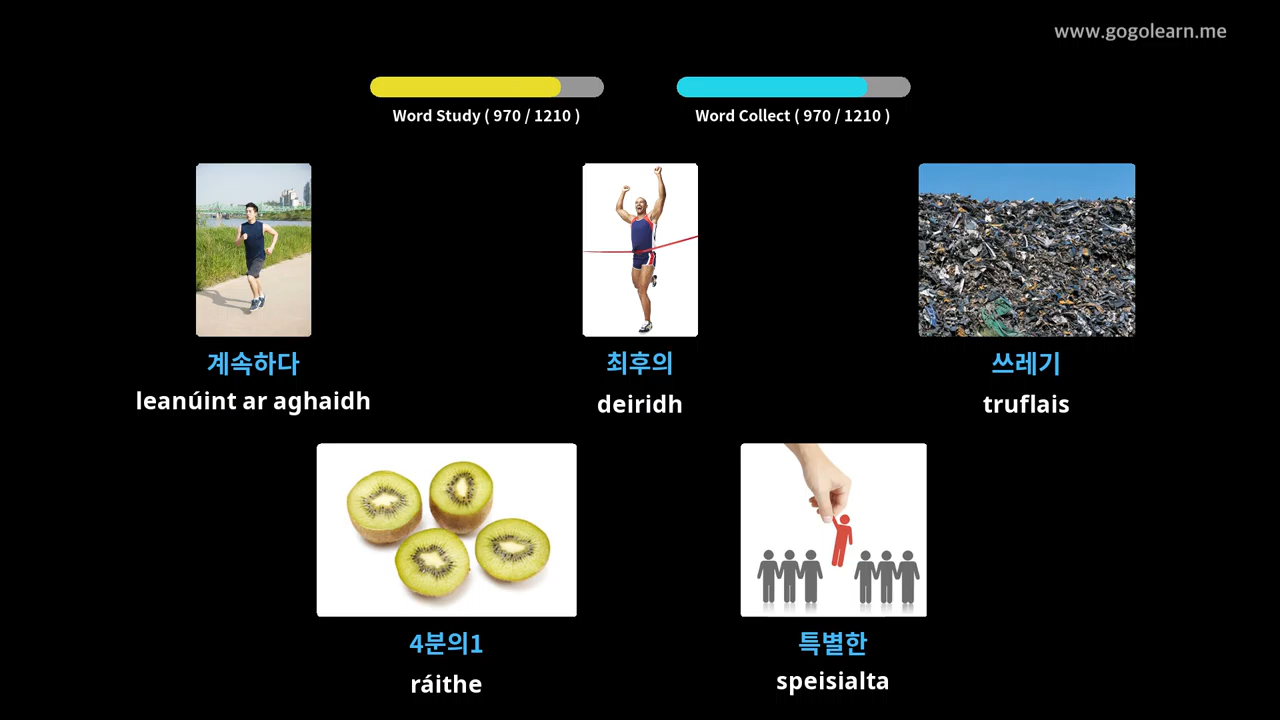 www.gogolearn.me
Word Study ( 970 / 1210 )
Word Collect ( 970 / 1210 )
계속하다
leanúint ar aghaidh
최후의
deiridh
쓰레기
truflais
4분의1
ráithe
특별한
speisialta